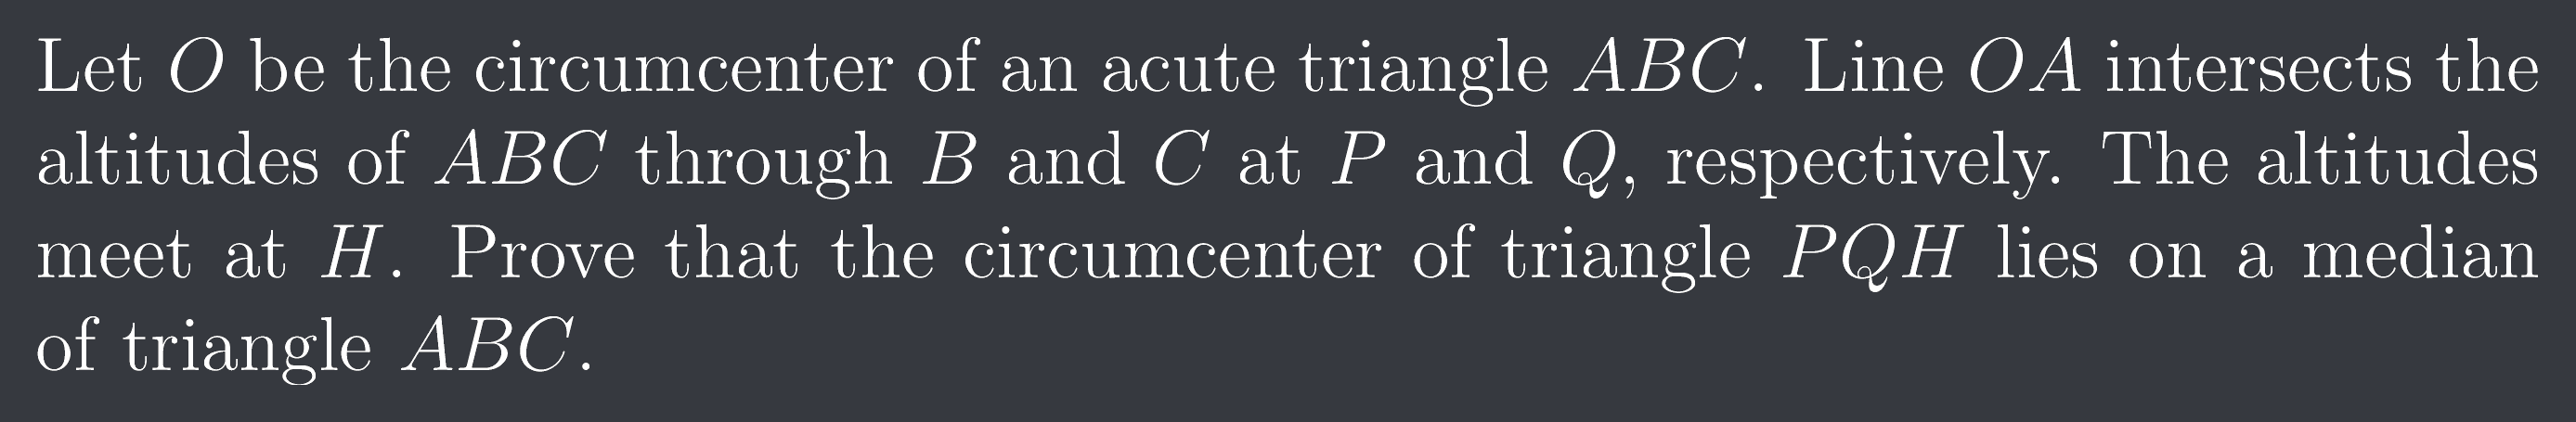 Let O be the circumcenter of an acute triangle ABC. Line OA intersects the
altitudes of ABC through B and C at P and Q, respectively. The altitudes
meet at H. Prove that the circumcenter of triangle PQH lies on a median
of triangle ABC.